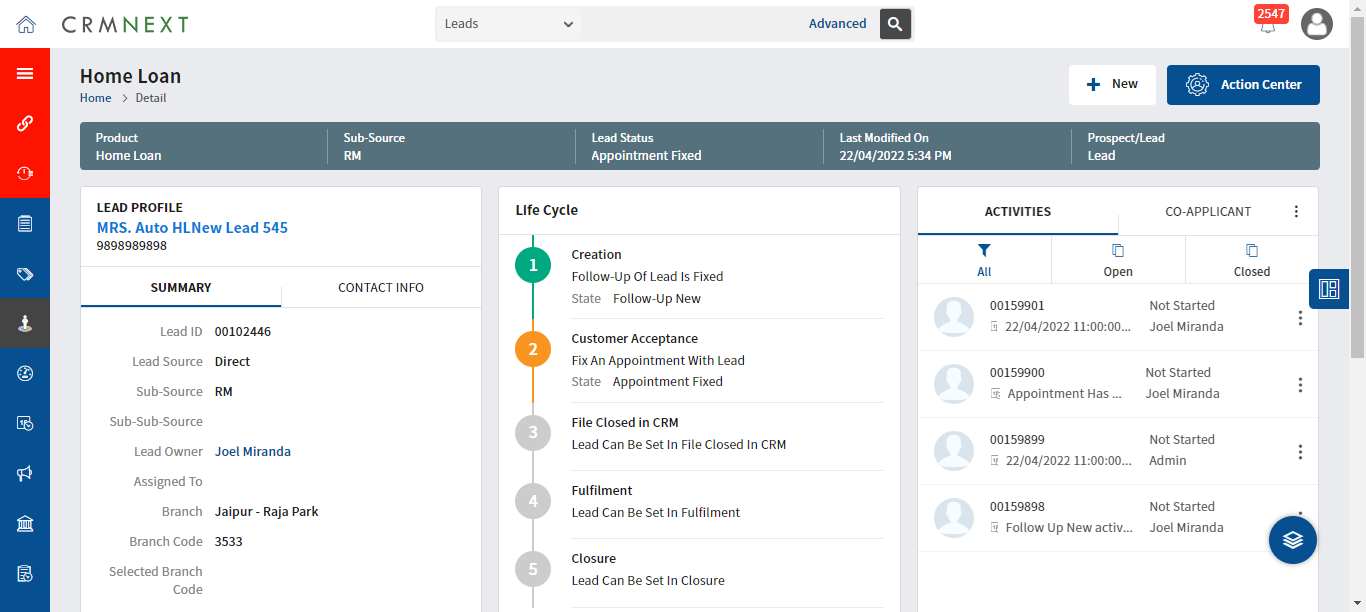 CRMNEXT
Leads
Advanced
2547
Home Loan
Home > Detail
New
Action Center
Product
Home Loan
Sub-Source
RM
Lead Status
Appointment Fixed
Last Modified On
22/04/2022 5:34 PM
Prospect/Lead
Lead
LEAD PROFILE
MRS. Auto HLNew Lead 545
9898989898
SUMMARY
CONTACT INFO
Lead ID 00102446
Lead Source Direct
Sub-Source RM
Sub-Sub-Source
Lead Owner Joel Miranda
Assigned To
Branch Jaipur - Raja Park
Branch Code 3533
Selected Branch
Code
Life Cycle
1 Creation
Follow-Up Of Lead Is Fixed
State Follow-Up New
2 Customer Acceptance
Fix An Appointment With Lead
State Appointment Fixed
3 File Closed in CRM
Lead Can Be Set In File Closed In CRM
4 Fulfilment
Lead Can Be Set In Fulfilment
5 Closure
Lead Can Be Set In Closure
ACTIVITIES
CO-APPLICANT
All
Open
Closed
00159901 Not Started
22/04/2022 11:00:00... Joel Miranda
00159900 Not Started
Appointment Has ... Joel Miranda
00159899 Not Started
22/04/2022 11:00:00... Admin
00159898 Not Started
Follow Up New activ... Joel Miranda